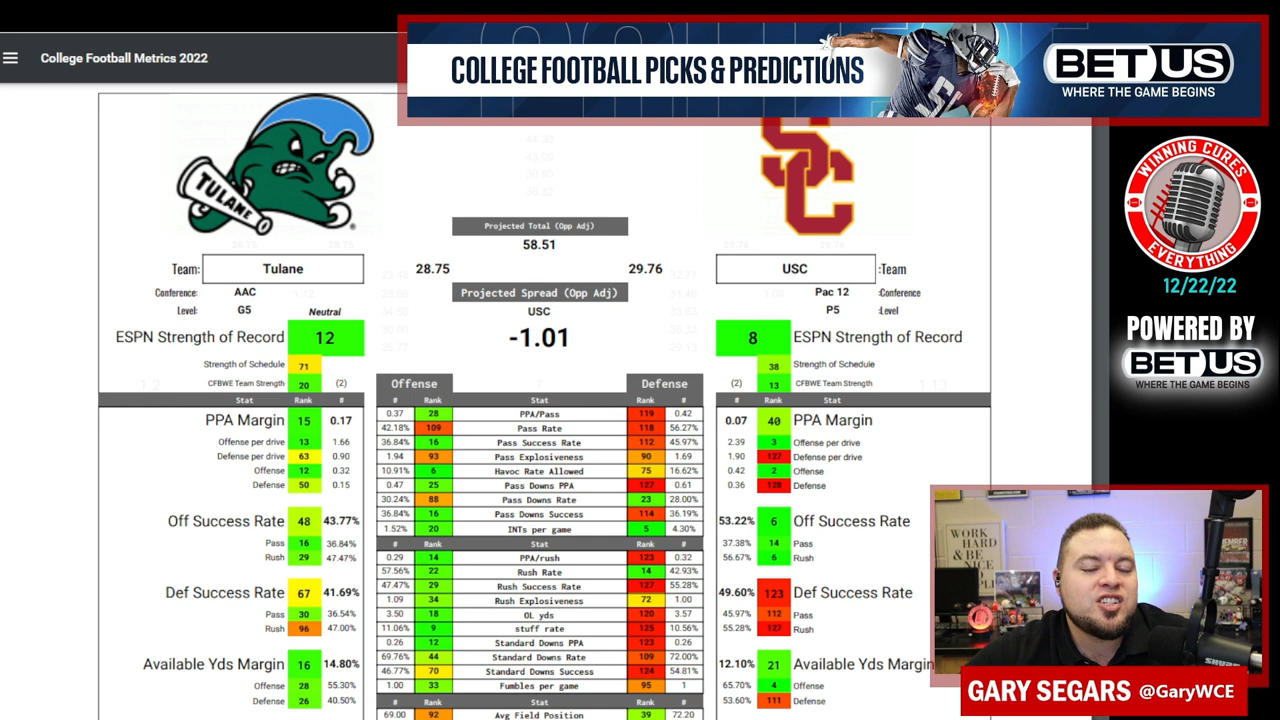 College Football Metrics 2022
COLLEGE FOOTBALL PICKS & PREDICTIONS
BETUS
WHERE THE GAME BEGINS
TULANE
SC
Projected Total (Opp Adj)
58.51
Team: Tulane 28.75 29.76 USC :Team
Conference: AAC Projected Spread (Opp Adj) Pac 12 :Conference
Level: G5 Neutral USC P5 :Level
-1.01
ESPN Strength of Record 12 8 ESPN Strength of Record
Strength of Schedule 71 38 Strength of Schedule
CFBWE Team Strength 20 (2) Offense Defense (2) 13 CFBWE Team Strength
Stat Rank # # Rank Stat Rank # # Rank Stat
PPA Margin 15 0.17 0.07 40 PPA Margin
Offense per drive 13 1.66 2.39 3 Offense per drive
Defense per drive 63 0.90 1.90 127 Defense per drive
Offense 12 0.32 0.42 2 Offense
Defense 50 0.15 0.36 128 Defense
Off Success Rate 48 43.77% 53.22% 6 Off Success Rate
Pass 16 36.84% 37.38% 14 Pass
Rush 29 47.47% 56.67% 6 Rush
Def Success Rate 67 41.69% 49.60% 123 Def Success Rate
Pass 30 36.54% 45.97% 112 Pass
Rush 96 47.00% 55.28% 127 Rush
Available Yds Margin 16 14.80% 12.10% 21 Available Yds Margin
Offense 28 55.30% 65.70% 4 Offense
Defense 26 40.50% 53.60% 111 Defense
0.37 28 PPA/Pass 119 0.42
42.18% 109 Pass Rate 118 56.27%
36.84% 16 Pass Success Rate 112 45.97%
1.94 93 Pass Explosiveness 90 1.69
10.91% 6 Havoc Rate Allowed 75 16.62%
0.47 25 Pass Downs PPA 127 0.61
30.24% 88 Pass Downs Rate 23 28.00%
36.84% 16 Pass Downs Success 114 36.19%
1.52% 20 INTs per game 5 4.30%
# Rank Stat Rank #
0.29 14 PPA/rush 123 0.32
57.56% 22 Rush Rate 14 42.93%
47.47% 29 Rush Success Rate 127 55.28%
1.09 34 Rush Explosiveness 72 1.00
3.50 18 OL yds 120 3.57
11.06% 9 stuff rate 125 10.56%
0.26 12 Standard Downs PPA 123 0.26
69.76% 44 Standard Downs Rate 109 72.00%
46.77% 70 Standard Downs Success 124 54.81%
1.00 33 Fumbles per game 95 1
# Rank Stat Rank #
69.00 92 Avg Field Position 39 72.20
WINNING CURES
EVERYTHING
12/22/22
POWERED BY
BETUS
WHERE THE GAME BEGINS
WORK
HARD
& BE
NICE
GARY SEGARS @GaryWCE